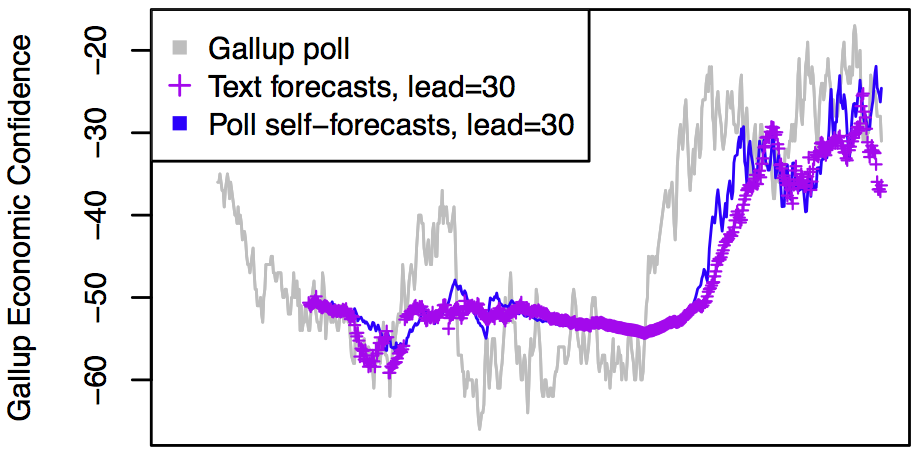 Gallup Economic Confidence
−20
−30
−40
−50
−60
Gallup poll
Text forecasts, lead=30
Poll self−forecasts, lead=30